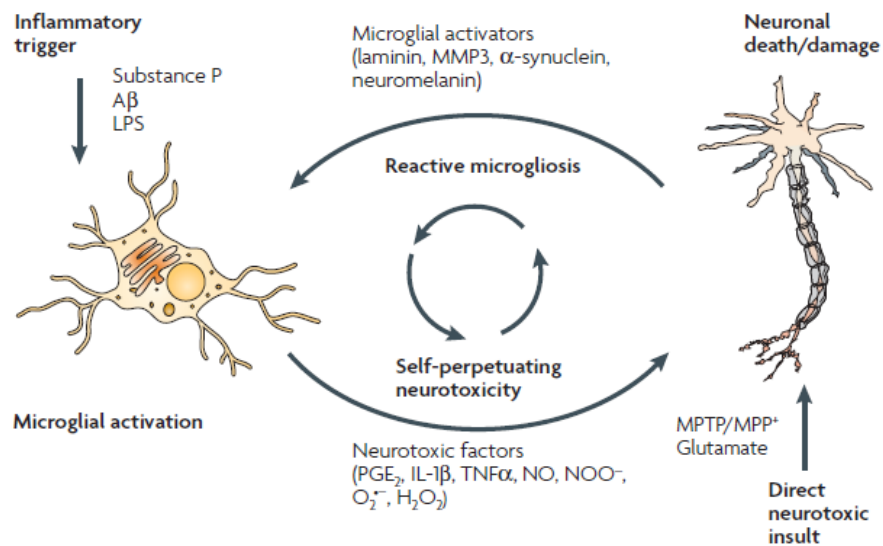 Inflammatory
trigger
Substance P
Aβ
LPS
Microglial activators
(laminin, MMP3, α-synuclein,
neuromelanin)
Neuronal
death/damage
Reactive microgliosis
Self-perpetuating
neurotoxicity
Microglial activation
Neurotoxic factors
(PGE₂, IL-1β, TNFα, NO, NOO⁻,
O₂•⁻, H₂O₂)
MPTP/MPP⁺
Glutamate
Direct
neurotoxic
insult